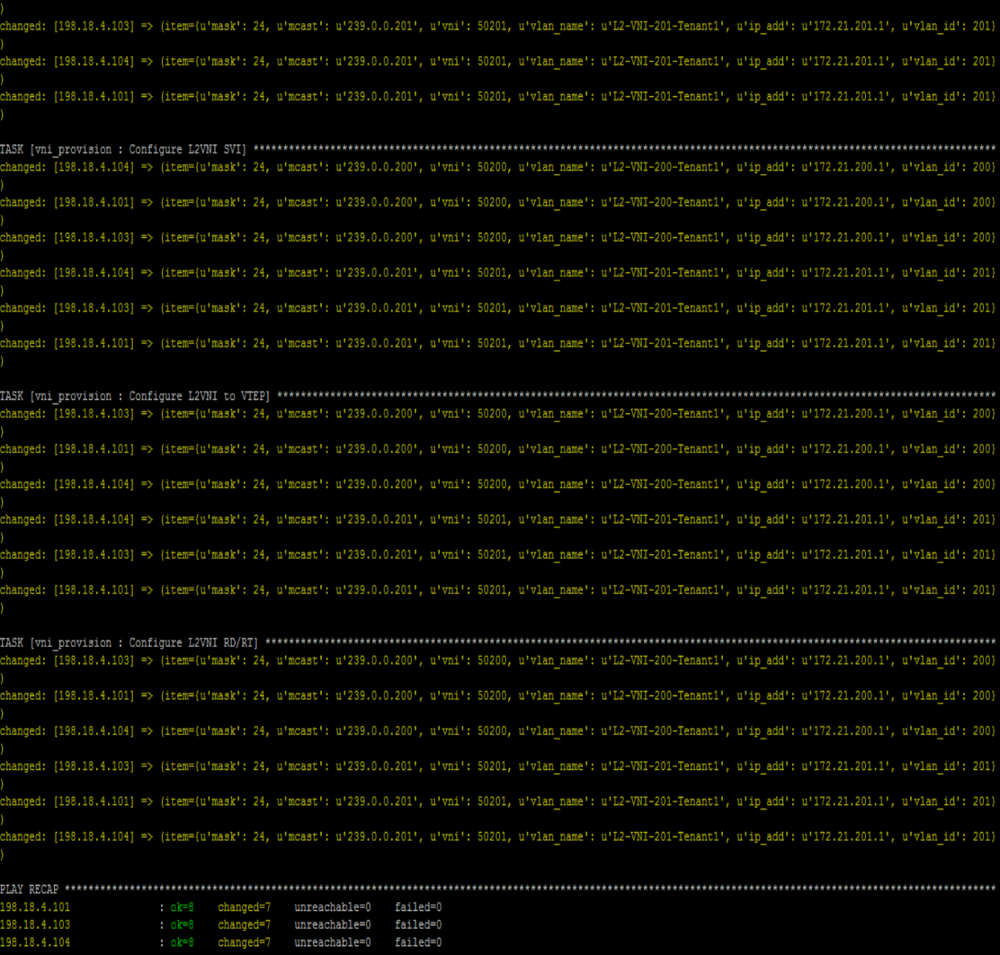 )
changed: [198.18.4.103] => (item={u'mask': 24, u'mcast': u'239.0.0.201', u'vni': 50201, u'vlan_name': u'L2-VNI-201-Tenant1', u'ip_add': u'172.21.201.1', u'vlan_id': 201}
)
changed: [198.18.4.104] => (item={u'mask': 24, u'mcast': u'239.0.0.201', u'vni': 50201, u'vlan_name': u'L2-VNI-201-Tenant1', u'ip_add': u'172.21.201.1', u'vlan_id': 201}
)
changed: [198.18.4.101] => (item={u'mask': 24, u'mcast': u'239.0.0.201', u'vni': 50201, u'vlan_name': u'L2-VNI-201-Tenant1', u'ip_add': u'172.21.201.1', u'vlan_id': 201}
)
TASK [vni_provision : Configure L2VNI SVI] ******************************************************************************************************************************
changed: [198.18.4.104] => (item={u'mask': 24, u'mcast': u'239.0.0.200', u'vni': 50200, u'vlan_name': u'L2-VNI-200-Tenant1', u'ip_add': u'172.21.200.1', u'vlan_id': 200}
)
changed: [198.18.4.101] => (item={u'mask': 24, u'mcast': u'239.0.0.200', u'vni': 50200, u'vlan_name': u'L2-VNI-200-Tenant1', u'ip_add': u'172.21.200.1', u'vlan_id': 200}
)
changed: [198.18.4.103] => (item={u'mask': 24, u'mcast': u'239.0.0.200', u'vni': 50200, u'vlan_name': u'L2-VNI-200-Tenant1', u'ip_add': u'172.21.200.1', u'vlan_id': 200}
)
changed: [198.18.4.104] => (item={u'mask': 24, u'mcast': u'239.0.0.201', u'vni': 50201, u'vlan_name': u'L2-VNI-201-Tenant1', u'ip_add': u'172.21.201.1', u'vlan_id': 201}
)
changed: [198.18.4.103] => (item={u'mask': 24, u'mcast': u'239.0.0.201', u'vni': 50201, u'vlan_name': u'L2-VNI-201-Tenant1', u'ip_add': u'172.21.201.1', u'vlan_id': 201}
)
changed: [198.18.4.101] => (item={u'mask': 24, u'mcast': u'239.0.0.201', u'vni': 50201, u'vlan_name': u'L2-VNI-201-Tenant1', u'ip_add': u'172.21.201.1', u'vlan_id': 201}
)
TASK [vni_provision : Configure L2VNI to VTEP] **************************************************************************************************************************
changed: [198.18.4.103] => (item={u'mask': 24, u'mcast': u'239.0.0.200', u'vni': 50200, u'vlan_name': u'L2-VNI-200-Tenant1', u'ip_add': u'172.21.200.1', u'vlan_id': 200}
)
changed: [198.18.4.101] => (item={u'mask': 24, u'mcast': u'239.0.0.200', u'vni': 50200, u'vlan_name': u'L2-VNI-200-Tenant1', u'ip_add': u'172.21.200.1', u'vlan_id': 200}
)
changed: [198.18.4.104] => (item={u'mask': 24, u'mcast': u'239.0.0.200', u'vni': 50200, u'vlan_name': u'L2-VNI-200-Tenant1', u'ip_add': u'172.21.200.1', u'vlan_id': 200}
)
changed: [198.18.4.104] => (item={u'mask': 24, u'mcast': u'239.0.0.201', u'vni': 50201, u'vlan_name': u'L2-VNI-201-Tenant1', u'ip_add': u'172.21.201.1', u'vlan_id': 201}
)
changed: [198.18.4.103] => (item={u'mask': 24, u'mcast': u'239.0.0.201', u'vni': 50201, u'vlan_name': u'L2-VNI-201-Tenant1', u'ip_add': u'172.21.201.1', u'vlan_id': 201}
)
changed: [198.18.4.101] => (item={u'mask': 24, u'mcast': u'239.0.0.201', u'vni': 50201, u'vlan_name': u'L2-VNI-201-Tenant1', u'ip_add': u'172.21.201.1', u'vlan_id': 201}
)
TASK [vni_provision : Configure L2VNI RD/RT] ****************************************************************************************************************************
changed: [198.18.4.103] => (item={u'mask': 24, u'mcast': u'239.0.0.200', u'vni': 50200, u'vlan_name': u'L2-VNI-200-Tenant1', u'ip_add': u'172.21.200.1', u'vlan_id': 200}
)
changed: [198.18.4.101] => (item={u'mask': 24, u'mcast': u'239.0.0.200', u'vni': 50200, u'vlan_name': u'L2-VNI-200-Tenant1', u'ip_add': u'172.21.200.1', u'vlan_id': 200}
)
changed: [198.18.4.104] => (item={u'mask': 24, u'mcast': u'239.0.0.200', u'vni': 50200, u'vlan_name': u'L2-VNI-200-Tenant1', u'ip_add': u'172.21.200.1', u'vlan_id': 200}
)
changed: [198.18.4.103] => (item={u'mask': 24, u'mcast': u'239.0.0.201', u'vni': 50201, u'vlan_name': u'L2-VNI-201-Tenant1', u'ip_add': u'172.21.201.1', u'vlan_id': 201}
)
changed: [198.18.4.101] => (item={u'mask': 24, u'mcast': u'239.0.0.201', u'vni': 50201, u'vlan_name': u'L2-VNI-201-Tenant1', u'ip_add': u'172.21.201.1', u'vlan_id': 201}
)
changed: [198.18.4.104] => (item={u'mask': 24, u'mcast': u'239.0.0.201', u'vni': 50201, u'vlan_name': u'L2-VNI-201-Tenant1', u'ip_add': u'172.21.201.1', u'vlan_id': 201}
)
PLAY RECAP **************************************************************************************************************************************************************
198.18.4.101 : ok=8 changed=7 unreachable=0 failed=0
198.18.4.103 : ok=8 changed=7 unreachable=0 failed=0
198.18.4.104 : ok=8 changed=7 unreachable=0 failed=0